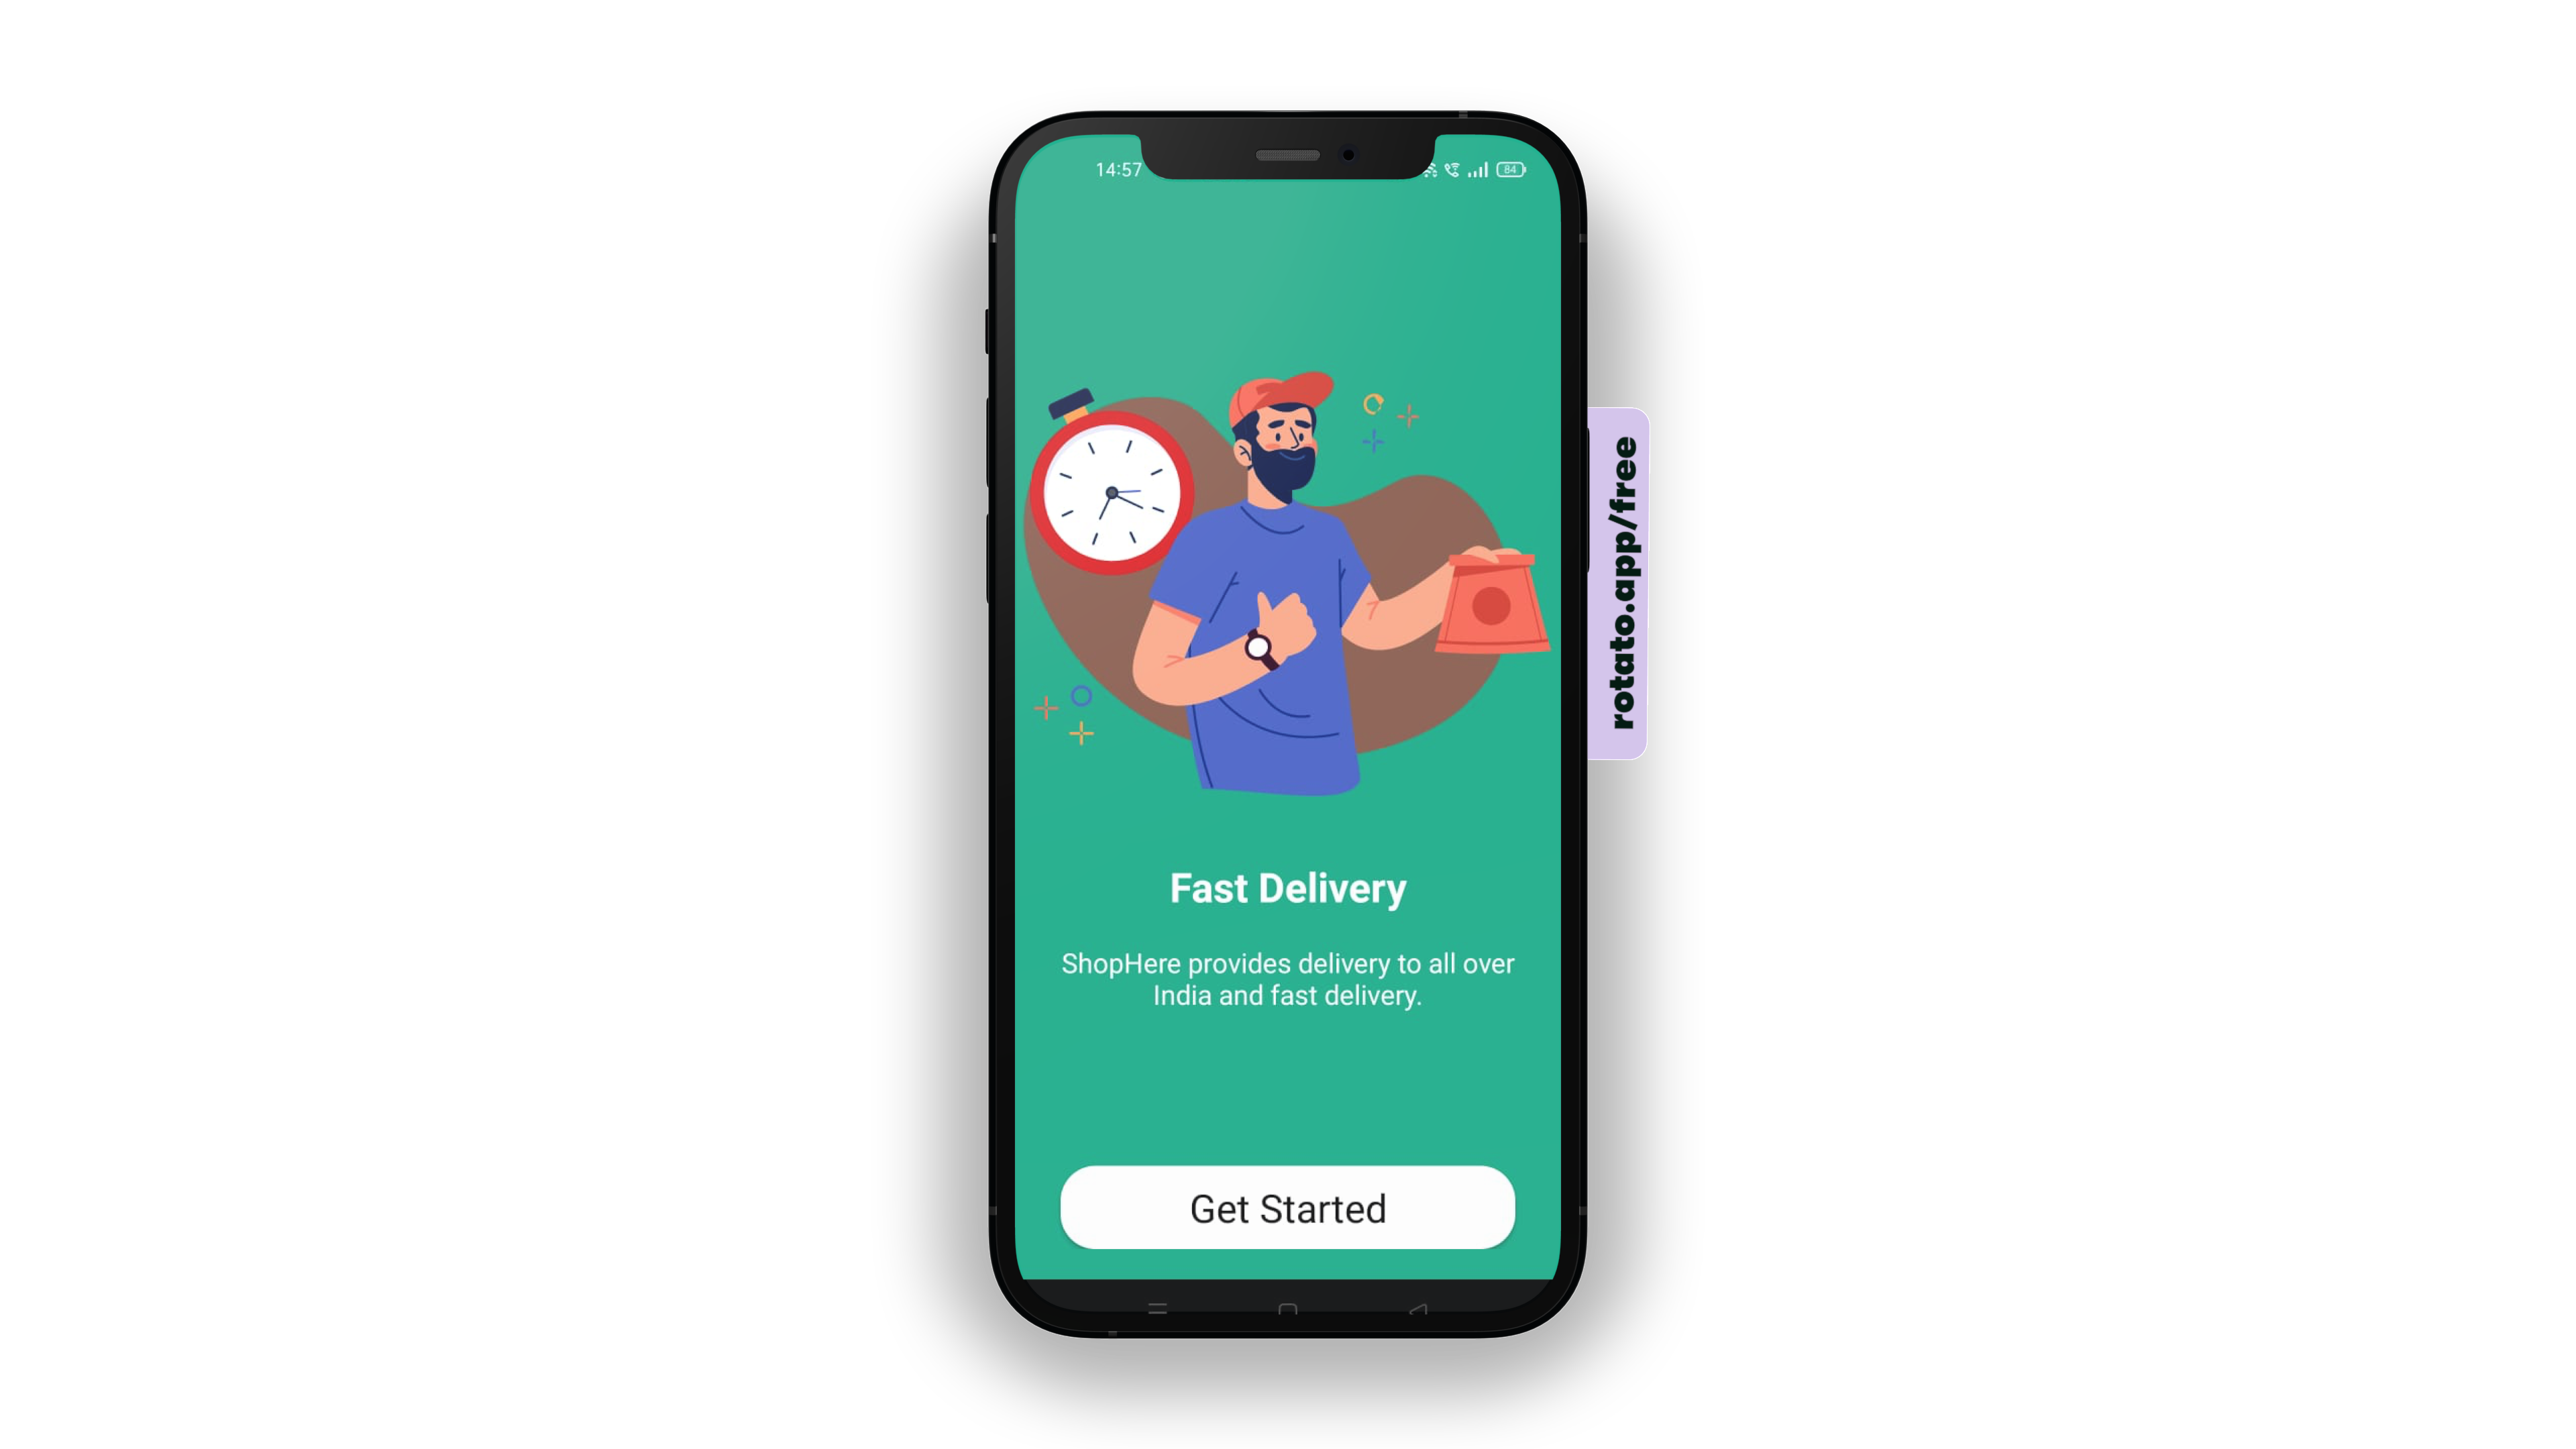 14:57
84
rotato.app/free
Fast Delivery
ShopHere provides delivery to all over
India and fast delivery.
Get Started